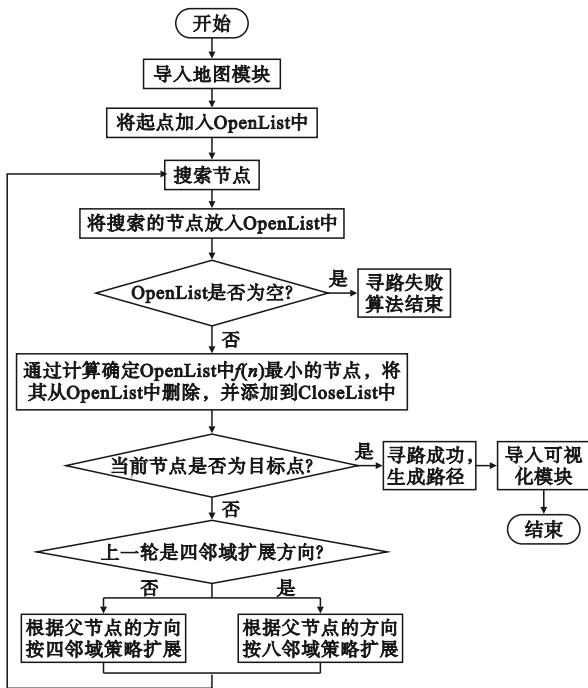 开始
导入地图模块
将起点加入OpenList中
搜索节点
将搜索的节点放入OpenList中
OpenList是否为空?
是
寻路失败
算法结束
否
通过计算确定OpenList中f(n)最小的节点，将
其从OpenList中删除，并添加到CloseList中
当前节点是否为目标点?
是
寻路成功，
生成路径
导入可视
化模块
结束
否
上一轮是四邻域扩展方向?
否
是
根据父节点的方向
按四邻域策略扩展
根据父节点的方向
按八邻域策略扩展